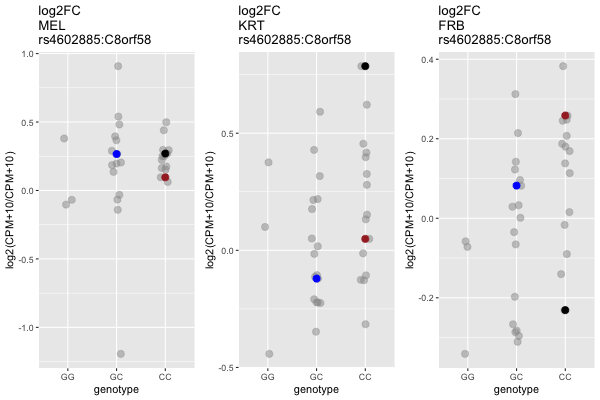 log2FC
MEL
rs4602885:C8orf58
log2(CPM+10/CPM+10)
1.0
0.5
0.0
-0.5
-1.0
GG GC CC
genotype
log2FC
KRT
rs4602885:C8orf58
log2(CPM+10/CPM+10)
0.5
0.0
-0.5
GG GC CC
genotype
log2FC
FRB
rs4602885:C8orf58
log2(CPM+10/CPM+10)
0.4
0.2
0.0
-0.2
GG GC CC
genotype